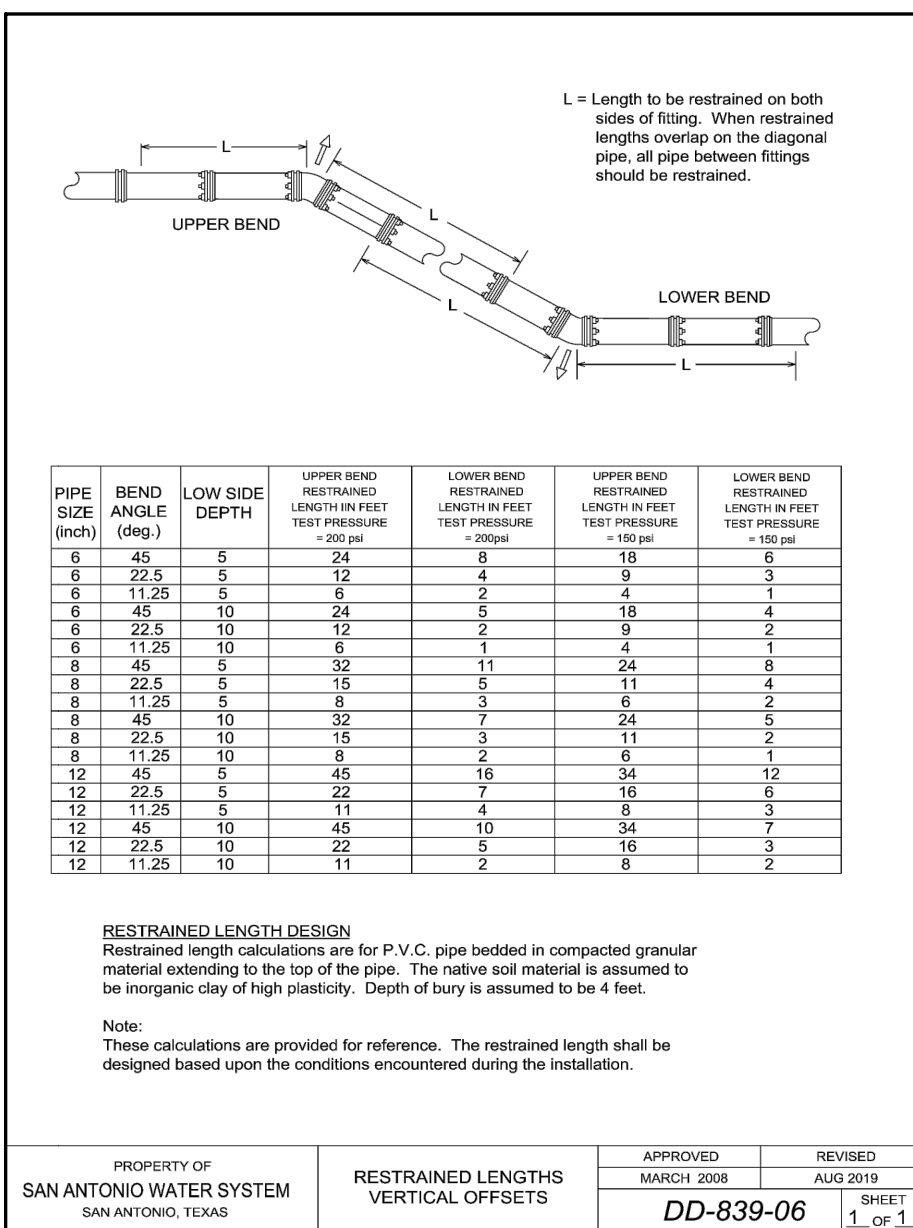 L = Length to be restrained on both
sides of fitting. When restrained
lengths overlap on the diagonal
pipe, all pipe between fittings
should be restrained.
L
UPPER BEND
L
L
LOWER BEND
L
PIPE SIZE (inch) BEND ANGLE (deg.) LOW SIDE DEPTH UPPER BEND RESTRAINED LENGTH IIN FEET TEST PRESSURE = 200 psi LOWER BEND RESTRAINED LENGTH IN FEET TEST PRESSURE = 200psi UPPER BEND RESTRAINED LENGTH IN FEET TEST PRESSURE = 150 psi LOWER BEND RESTRAINED LENGTH IN FEET TEST PRESSURE = 150 psi
6 45 5 24 8 18 6
6 22.5 5 12 4 9 3
6 11.25 5 6 2 4 1
6 45 10 24 5 18 4
6 22.5 10 12 2 9 2
6 11.25 10 6 1 4 1
8 45 5 32 11 24 8
8 22.5 5 15 5 11 4
8 11.25 5 8 3 6 2
8 45 10 32 7 24 5
8 22.5 10 15 3 11 2
8 11.25 10 8 2 6 1
12 45 5 45 16 34 12
12 22.5 5 22 7 16 6
12 11.25 5 11 4 8 3
12 45 10 45 10 34 7
12 22.5 10 22 5 16 3
12 11.25 10 11 2 8 2
RESTRAINED LENGTH DESIGN
Restrained length calculations are for P.V.C. pipe bedded in compacted granular
material extending to the top of the pipe. The native soil material is assumed to
be inorganic clay of high plasticity. Depth of bury is assumed to be 4 feet.
Note:
These calculations are provided for reference. The restrained length shall be
designed based upon the conditions encountered during the installation.
PROPERTY OF
SAN ANTONIO WATER SYSTEM
SAN ANTONIO, TEXAS
RESTRAINED LENGTHS
VERTICAL OFFSETS
APPROVED
MARCH 2008
REVISED
AUG 2019
DD-839-06
SHEET
1 OF 1